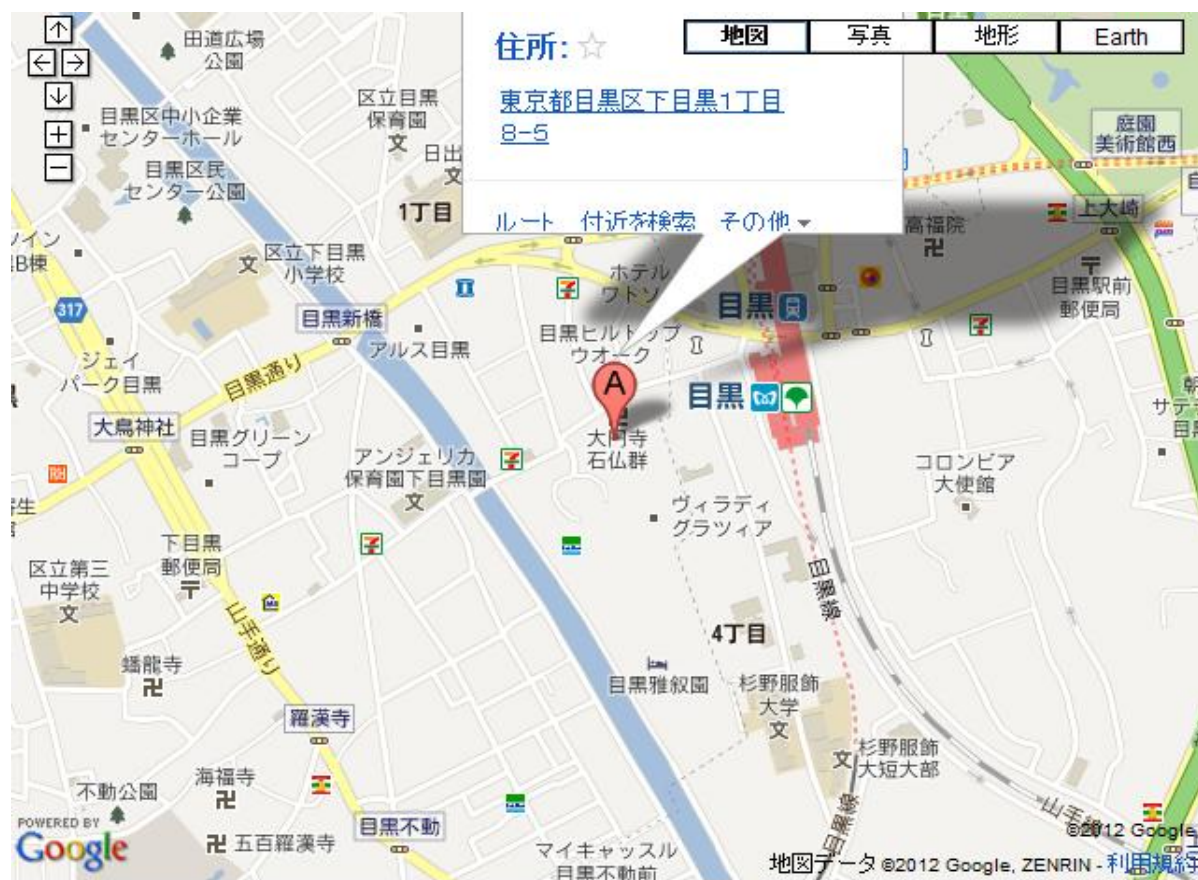 田道広場
公園
住所:
地図
写真
地形
Earth
東京都目黒区下目黒1丁目
8-5
ルート 付近を検索 その他
区立目黒
保育園
日出
目黒区中小企業
センターホール
目黒区民
センター公園
1丁目
庭園
美術館西
上大崎
高福院
目黒駅前
郵便局
区立下目黒
小学校
317
目黒新橋
アルス目黒
ホテル
目黒
目黒ヒルトップ
ウオーク
A
ジェイ
パーク目黒
目黒通り
大鳥神社
目黒グリーン
コープ
目黒
石仏群
アンジェリカ
保育園下目黒園
コロンビア
大使館
ヴィラディ
グラツィア
下目黒
郵便局
区立第三
中学校
目黒線
山手通り
4丁目
蟠龍寺
目黒雅叙園
杉野服飾
大学
羅漢寺
杉野服飾
大短大部
海福寺
不動公園
目黒線
山手線
目黒不動
五百羅漢寺
マイキャッスル
目黒不動前
POWERED BY
Google
©2012 Google
地図データ ©2012 Google, ZENRIN - 利用規約